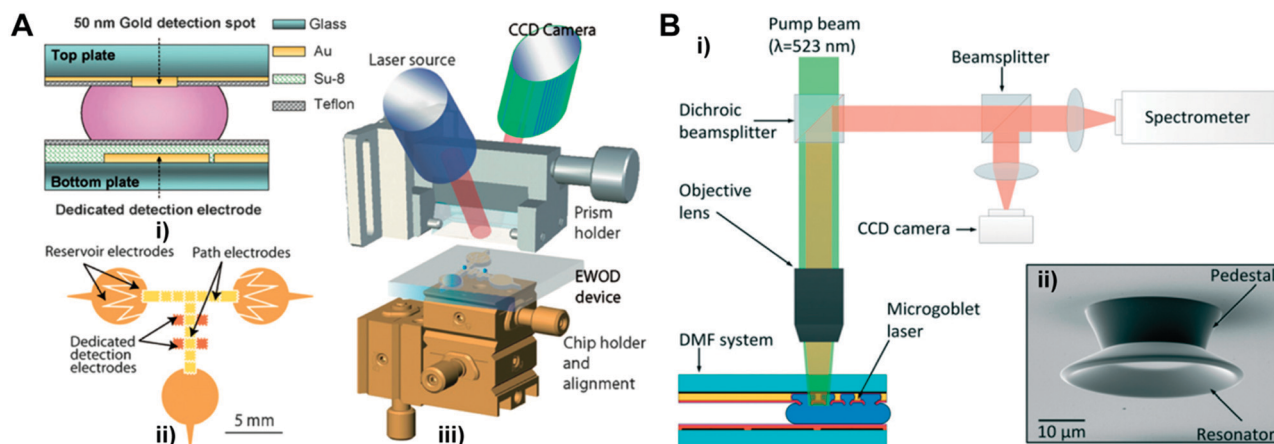 A
50 nm Gold detection spot
Glass
Au
Su-8
Teflon
Top plate
Bottom plate
Dedicated detection electrode
i)
Reservoir electrodes
Path electrodes
Dedicated
detection
electrodes
5 mm
ii)
CCD Camera
Laser source
Prism
holder
EWOD
device
Chip holder
and
alignment
iii)
B
i)
Pump beam
(λ=523 nm)
Beamsplitter
Dichroic
beamsplitter
Spectrometer
Objective
lens
CCD camera
Microgoblet
laser
DMF system
ii)
Pedestal
10 μm
Resonator